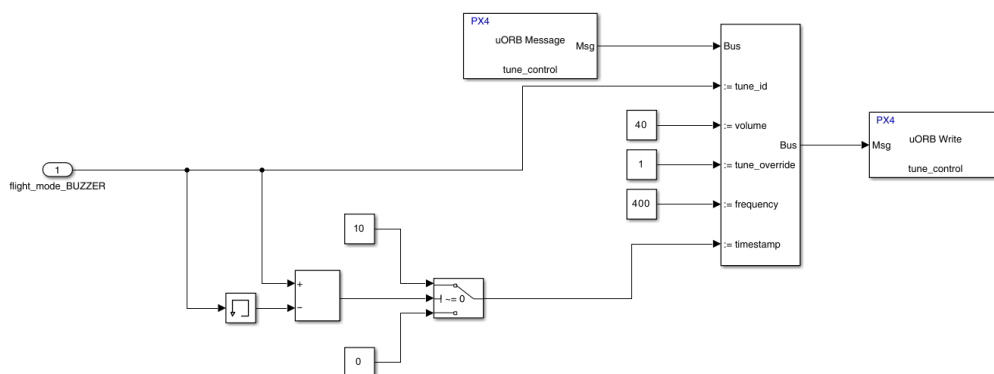 PX4
uORB Message
Msg
tune_control
Bus
:= tune_id
40
:= volume
PX4
uORB Write
Msg
tune_control
Bus
1
:= tune_override
1
flight_mode_BUZZER
400
:= frequency
10
:= timestamp
+
−
~= 0
0